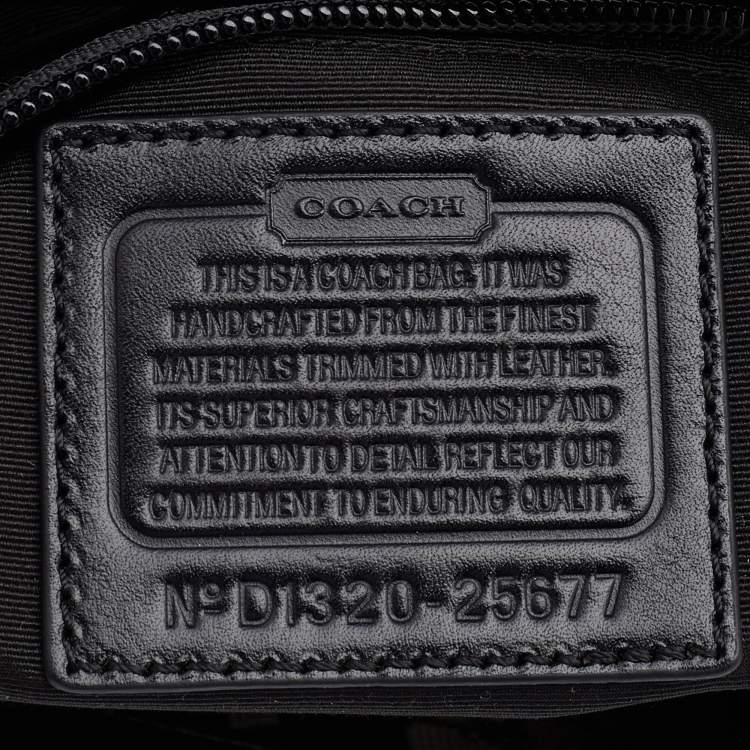 COACH
THIS IS A COACH BAG. IT WAS
HANDCRAFTED FROM THE FINEST
MATERIALS TRIMMED WITH LEATHER.
ITS SUPERIOR CRAFTSMANSHIP AND
ATTENTION TO DETAIL REFLECT OUR
COMMITMENT TO ENDURING QUALITY.
Nº D1320-25677